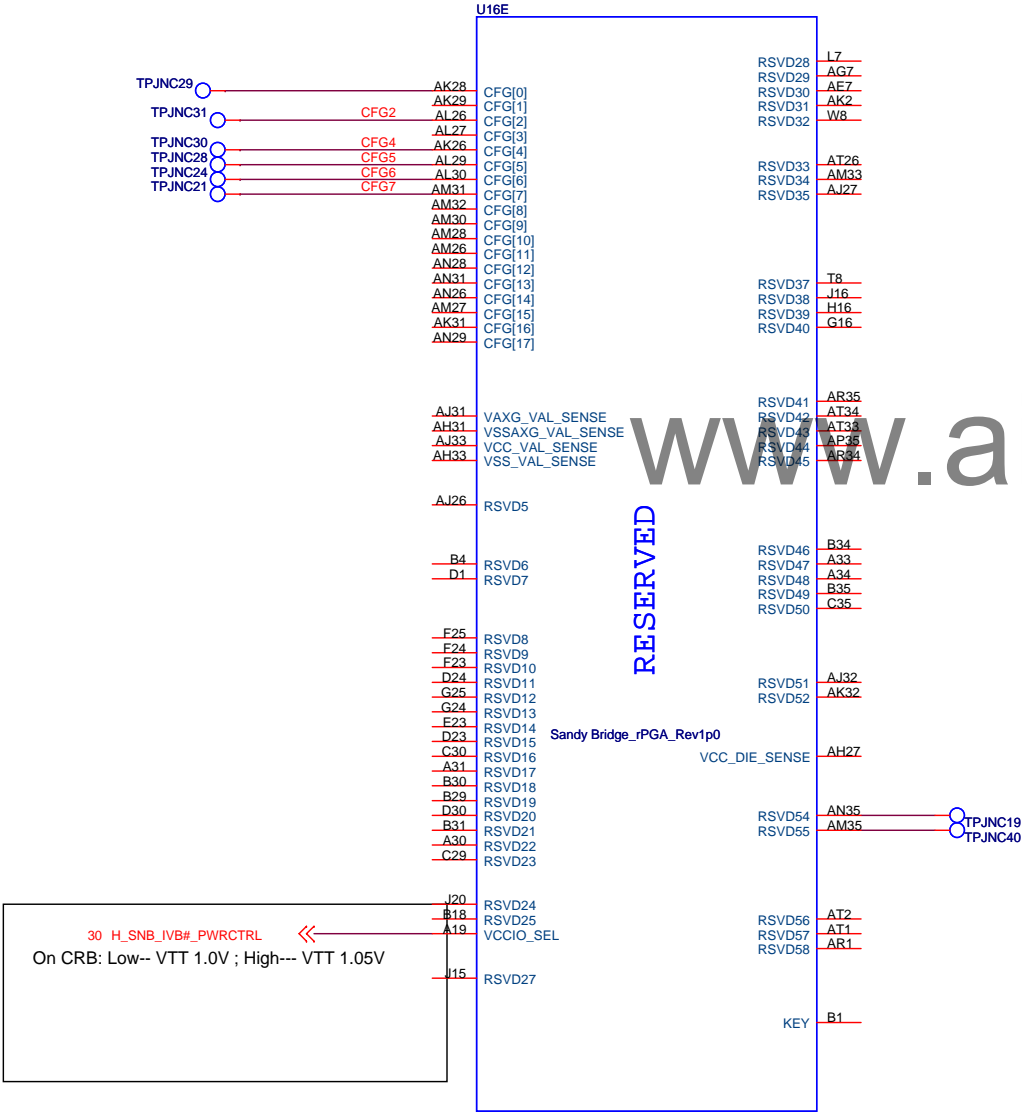 U16E
TPJNC29 AK28 CFG[0]
AK29 CFG[1]
TPJNC31 CFG2 AL26 CFG[2]
AL27 CFG[3]
TPJNC30 CFG4 AK26 CFG[4]
TPJNC28 CFG5 AL29 CFG[5]
TPJNC24 CFG6 AL30 CFG[6]
TPJNC21 CFG7 AM31 CFG[7]
AM32 CFG[8]
AM30 CFG[9]
AM28 CFG[10]
AM26 CFG[11]
AN28 CFG[12]
AN31 CFG[13]
AN26 CFG[14]
AM27 CFG[15]
AK31 CFG[16]
AN29 CFG[17]
AJ31 VAXG_VAL_SENSE
AH31 VSSAXG_VAL_SENSE
AJ33 VCC_VAL_SENSE
AH33 VSS_VAL_SENSE
AJ26 RSVD5
B4 RSVD6
D1 RSVD7
F25 RSVD8
F24 RSVD9
F23 RSVD10
D24 RSVD11
G25 RSVD12
G24 RSVD13
E23 RSVD14
D23 RSVD15
C30 RSVD16
A31 RSVD17
B30 RSVD18
B29 RSVD19
D30 RSVD20
B31 RSVD21
A30 RSVD22
C29 RSVD23
J20 RSVD24
B18 RSVD25
30 H_SNB_IVB#_PWRCTRL A19 VCCIO_SEL
On CRB: Low-- VTT 1.0V ; High--- VTT 1.05V
J15 RSVD27
RESERVED
Sandy Bridge_rPGA_Rev1p0
RSVD28 L7
RSVD29 AG7
RSVD30 AE7
RSVD31 AK2
RSVD32 W8
RSVD33 AT26
RSVD34 AM33
RSVD35 AJ27
RSVD37 T8
RSVD38 J16
RSVD39 H16
RSVD40 G16
RSVD41 AR35
RSVD42 AT34
RSVD43 AT33
RSVD44 AP35
RSVD45 AR34
www.a
RSVD46 B34
RSVD47 A33
RSVD48 A34
RSVD49 B35
RSVD50 C35
RSVD51 AJ32
RSVD52 AK32
VCC_DIE_SENSE AH27
RSVD54 AN35 TPJNC19
RSVD55 AM35 TPJNC40
RSVD56 AT2
RSVD57 AT1
RSVD58 AR1
KEY B1